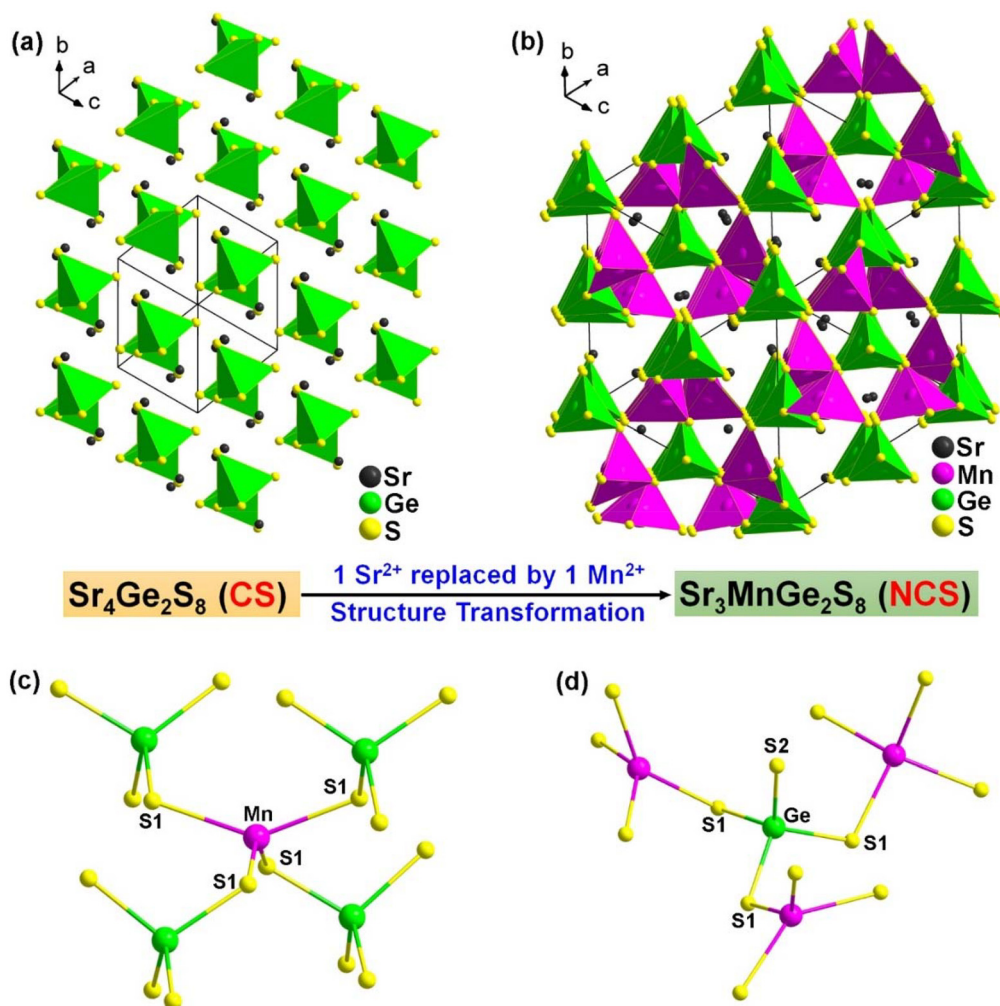 (a)
b
a
c
Sr
Ge
S
(b)
b
a
c
Sr
Mn
Ge
S
Sr₄Ge₂S₈ (CS)
1 Sr²⁺ replaced by 1 Mn²⁺
Structure Transformation
Sr₃MnGe₂S₈ (NCS)
(c)
S1
Mn
S1
S1
S1
(d)
S2
S1
Ge
S1
S1